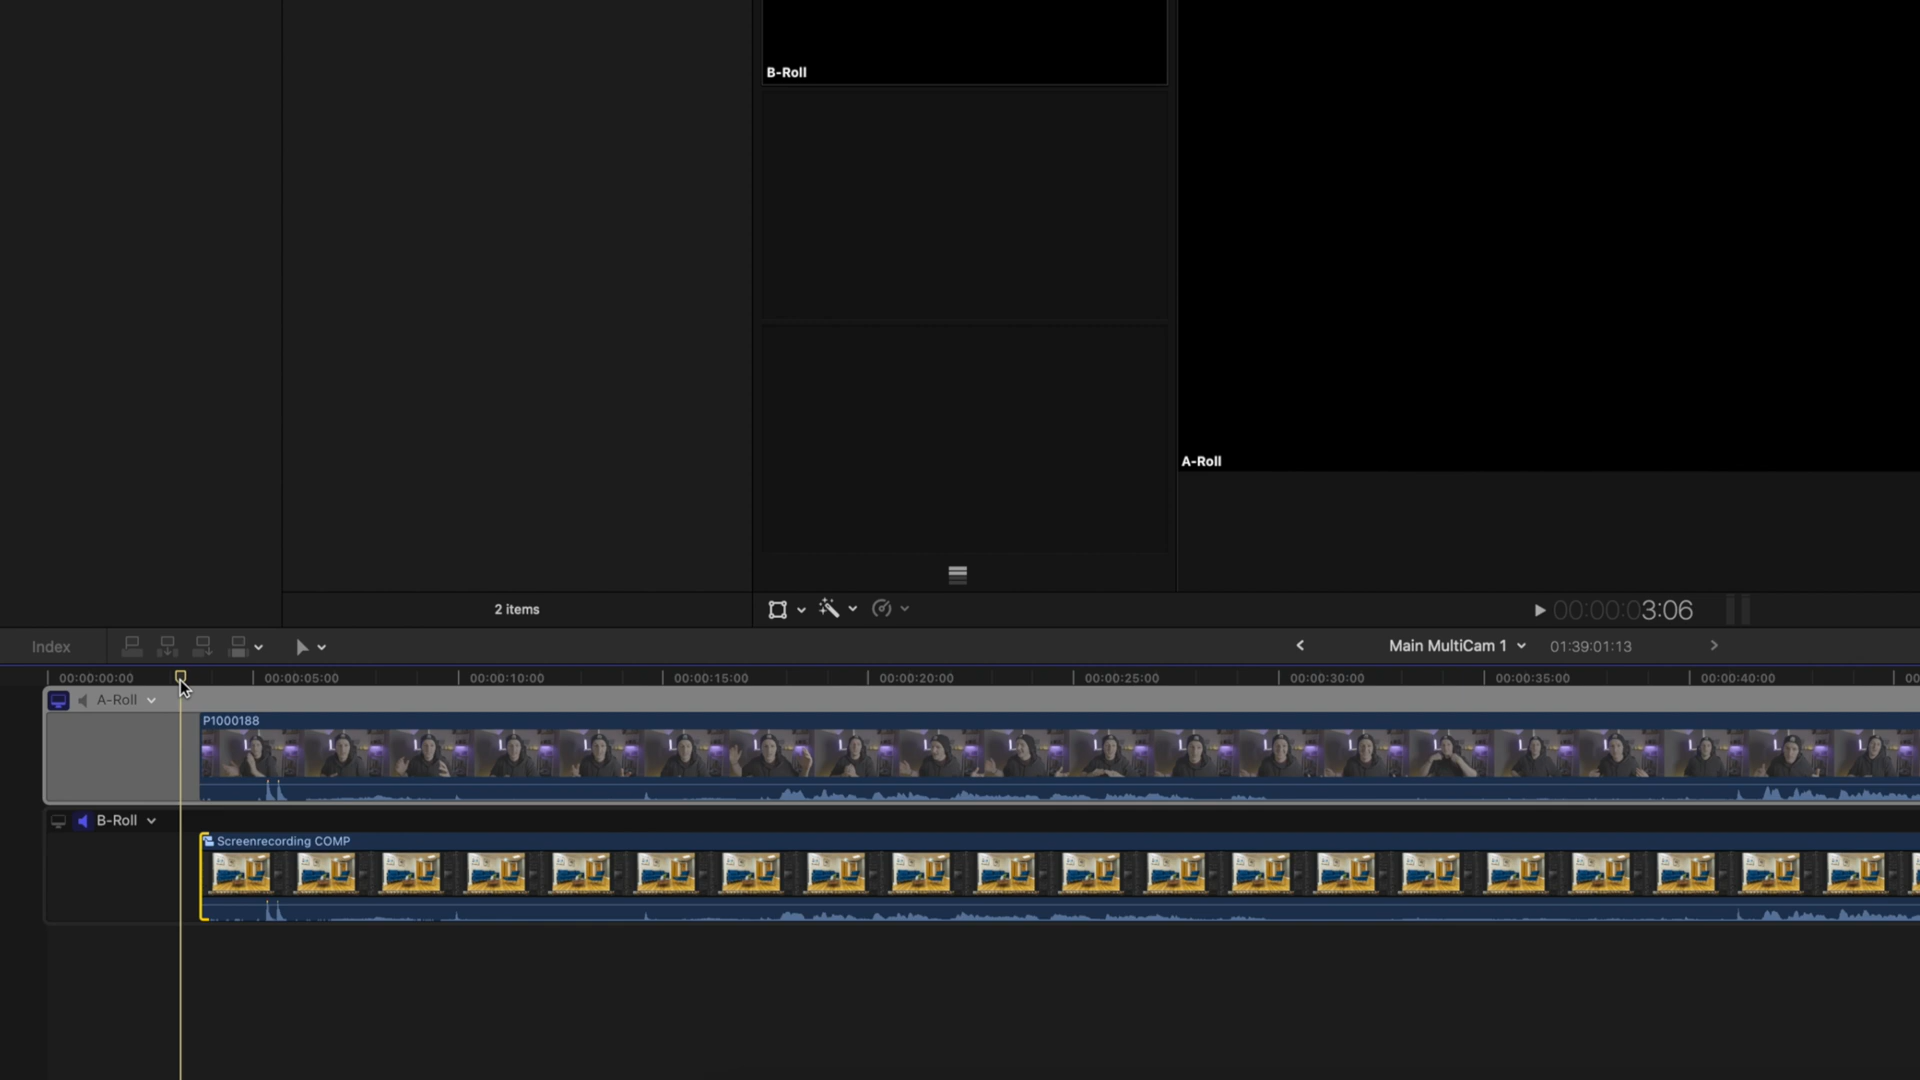 B-Roll
A-Roll
2 items
00:00:03:06
Index
Main MultiCam 1
01:39:01:13
00:00:00:00
00:00:05:00
00:00:10:00
00:00:15:00
00:00:20:00
00:00:25:00
00:00:30:00
00:00:35:00
00:00:40:00
00
A-Roll
P1000188
B-Roll
Screenrecording COMP